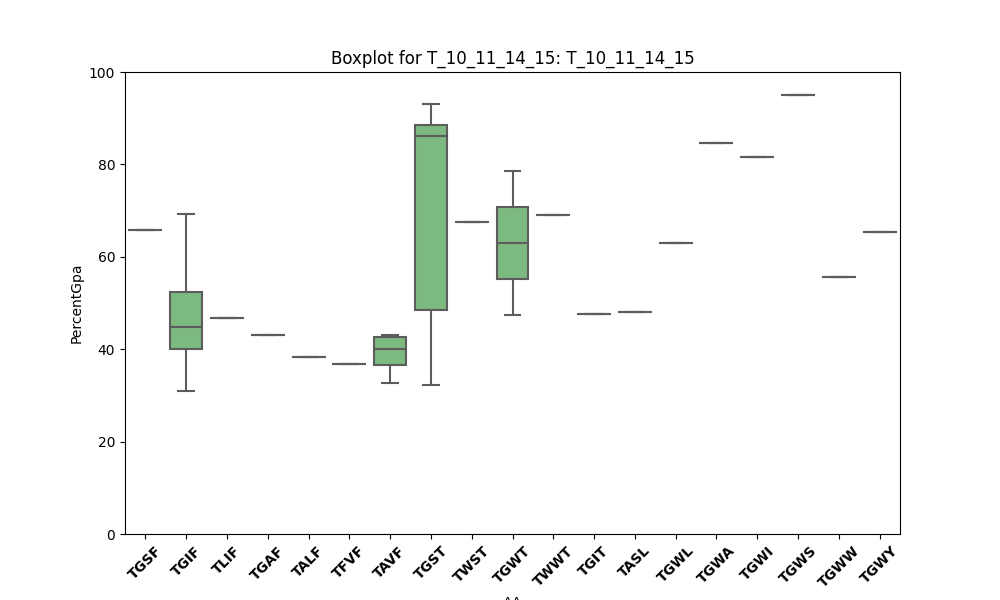 Boxplot for T_10_11_14_15: T_10_11_14_15
100
80
60
40
20
0
PercentGpa
TGSF TGIF TLIF TGAF TALF TFVF TAVF TGST TWST TGWT TWWT TGIT TASL TGWL TGWA TGWI TGWS TGWW TGWY